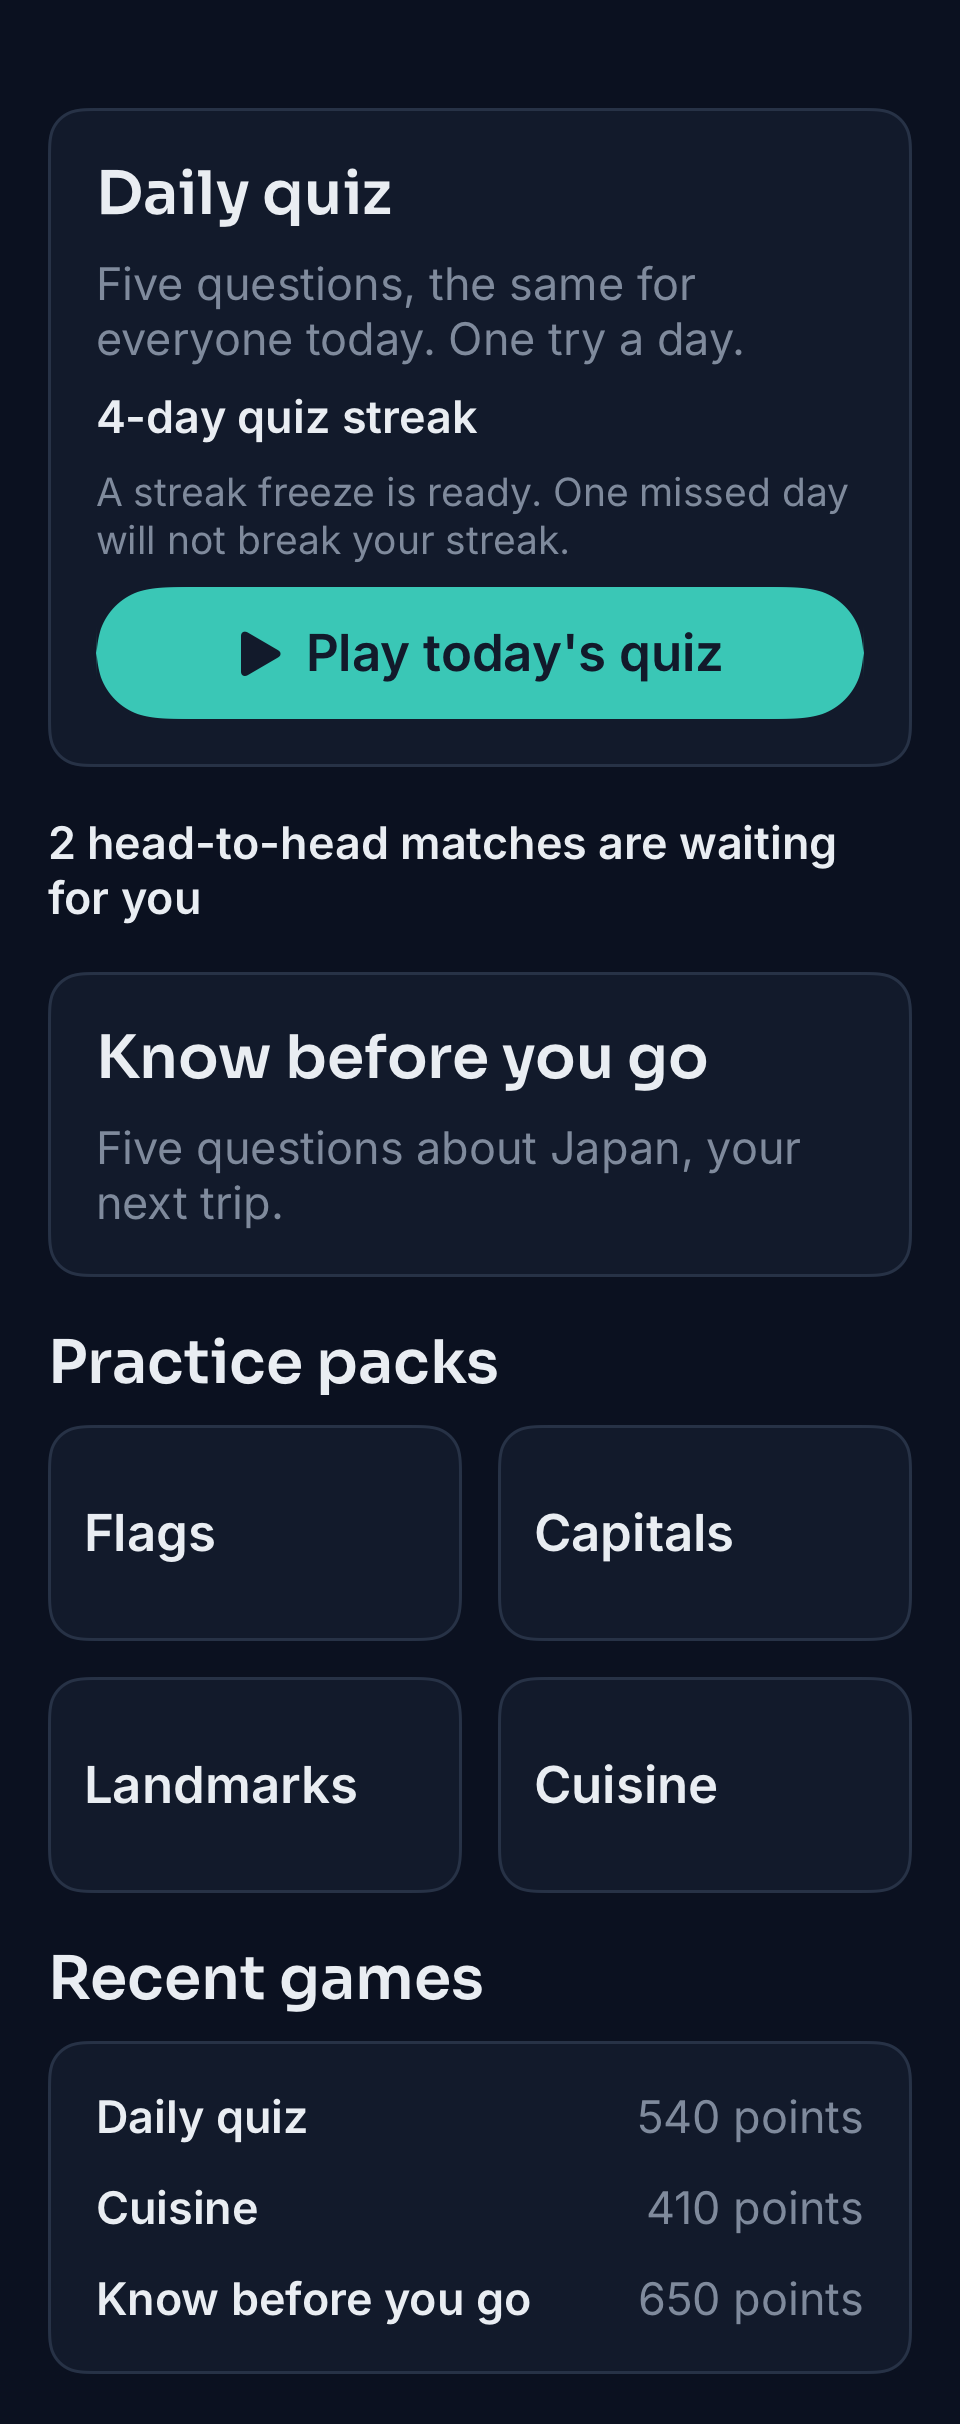 Daily quiz
Five questions, the same for
everyone today. One try a day.
4-day quiz streak
A streak freeze is ready. One missed day
will not break your streak.
Play today's quiz
2 head-to-head matches are waiting
for you
Know before you go
Five questions about Japan, your
next trip.
Practice packs
Flags
Capitals
Landmarks
Cuisine
Recent games
Daily quiz 540 points
Cuisine 410 points
Know before you go 650 points